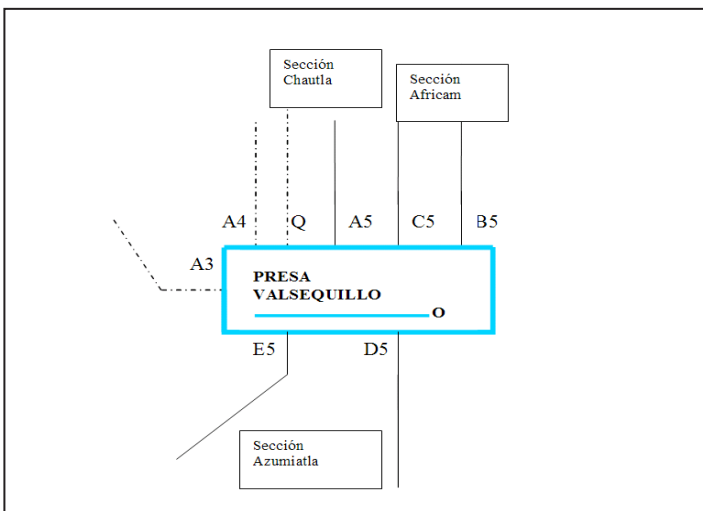 Sección
Chautla
Sección
Africam
A4 Q A5 C5 B5
A3
PRESA
VALSEQUILLO
O
E5 D5
Sección
Azumiatla